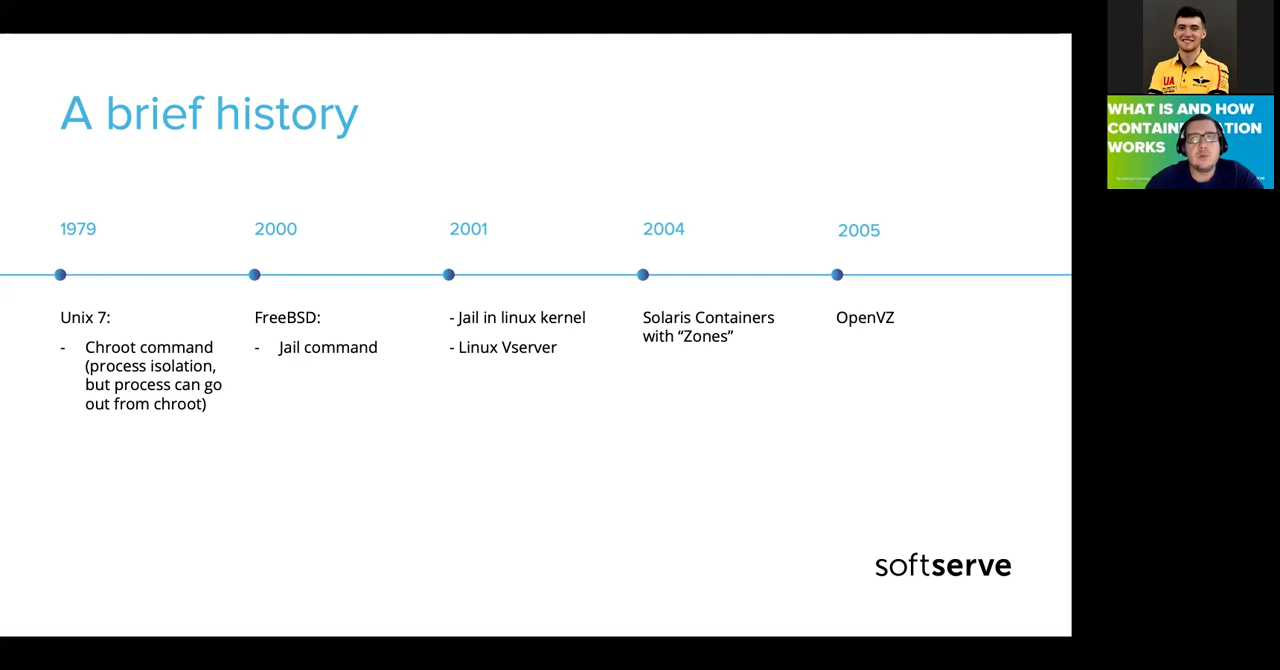 A brief history
1979
2000
2001
2004
2005
Unix 7:
- Chroot command
(process isolation,
but process can go
out from chroot)
FreeBSD:
- Jail command
- Jail in linux kernel
- Linux Vserver
Solaris Containers
with “Zones”
OpenVZ
softserve
UA
WHAT IS AND HOW
WORKS